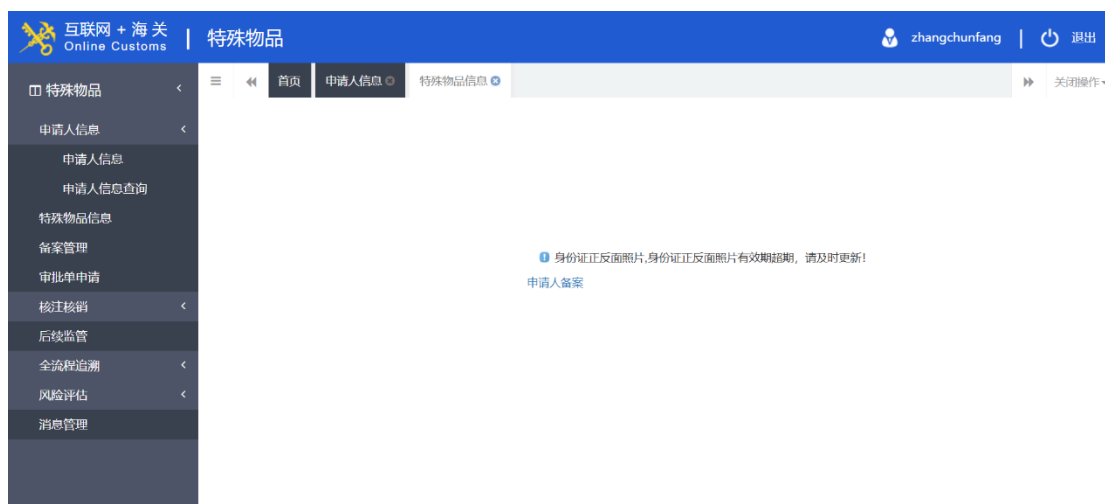 互联网 + 海关
Online Customs
特殊物品
zhangchunfang
退出
特殊物品
首页
申请人信息
特殊物品信息
关闭操作
申请人信息
申请人信息
申请人信息查询
特殊物品信息
备案管理
审批单申请
核注核销
后续监管
全流程追溯
风险评估
消息管理
身份证正反面照片,身份证正反面照片有效期超期，请及时更新!
申请人备案